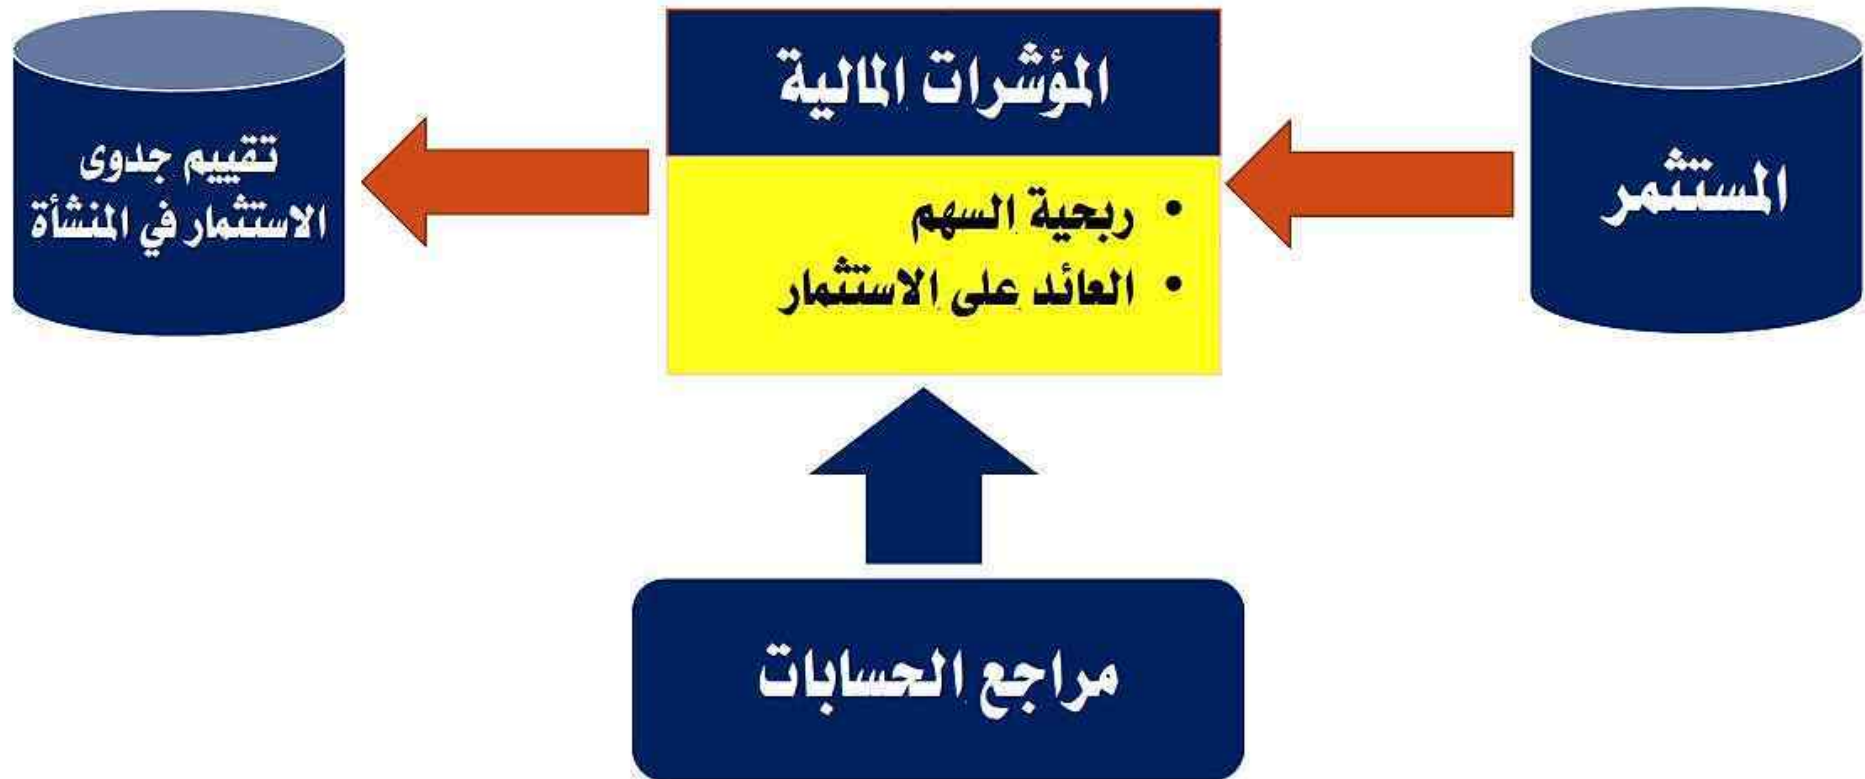 المستثمر
المؤشرات المالية
• ربحية السهم
• العائد على الاستثمار
تقييم جدوى
الاستثمار في المنشأة
مراجع الحسابات